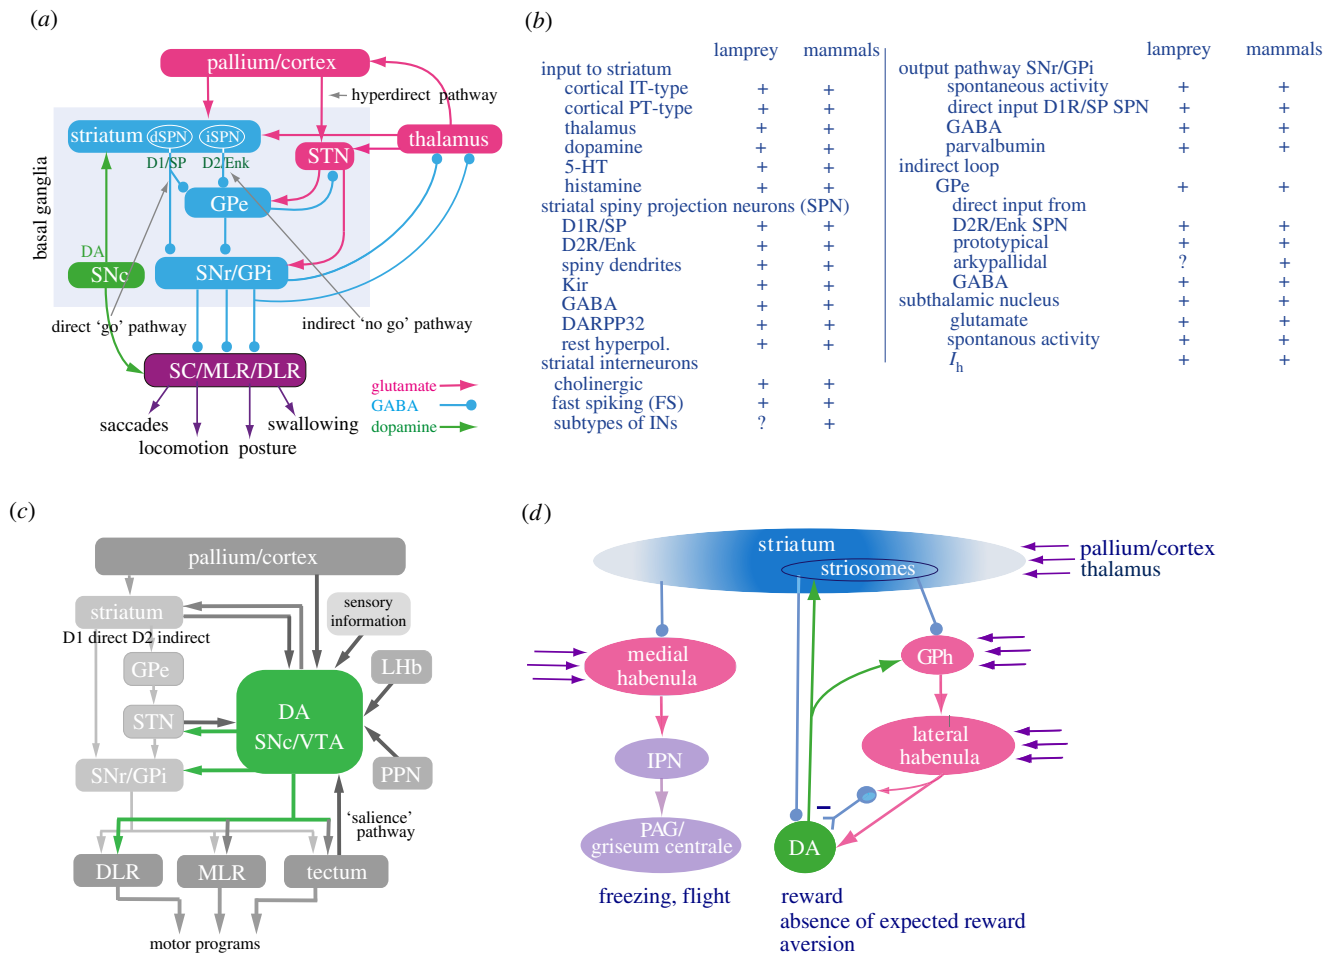 (a)
pallium/cortex
hyperdirect pathway
striatum dSPN iSPN
thalamus
STN
D1/SP D2/Enk
GPe
basal ganglia
DA
SNc
SNr/GPi
direct ‘go’ pathway
indirect ‘no go’ pathway
SC/MLR/DLR
glutamate
GABA
dopamine
saccades
swallowing
locomotion posture
(b)
lamprey mammals
input to striatum
cortical IT-type + +
cortical PT-type + +
thalamus + +
dopamine + +
5-HT + +
histamine + +
striatal spiny projection neurons (SPN)
D1R/SP + +
D2R/Enk + +
spiny dendrites + +
Kir + +
GABA + +
DARPP32 + +
rest hyperpol. + +
striatal interneurons
cholinergic + +
fast spiking (FS) + +
subtypes of INs ? +
lamprey mammals
output pathway SNr/GPi
spontaneous activity + +
direct input D1R/SP SPN + +
GABA + +
parvalbumin + +
indirect loop
GPe + +
direct input from
D2R/Enk SPN + +
prototypical + +
arkypallidal ? +
GABA + +
subthalamic nucleus + +
glutamate + +
spontanous activity + +
Ih + +
(c)
pallium/cortex
striatum
sensory
information
D1 direct D2 indirect
GPe
LHb
STN
DA
SNc/VTA
SNr/GPi
PPN
‘salience’
pathway
DLR
MLR
tectum
motor programs
(d)
striatum
striosomes
pallium/cortex
thalamus
medial
habenula
GPh
lateral
habenula
IPN
–
PAG/
griseum centrale
DA
freezing, flight
reward
absence of expected reward
aversion